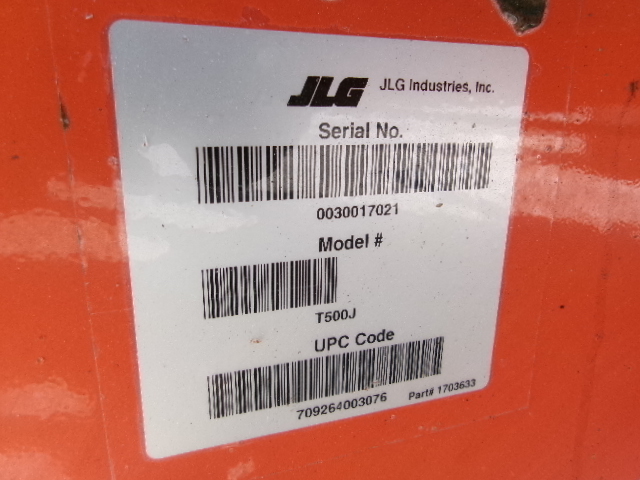 JLG JLG Industries, Inc.
Serial No.
0030017021
Model #
T500J
UPC Code
709264003076 Part# 1703633